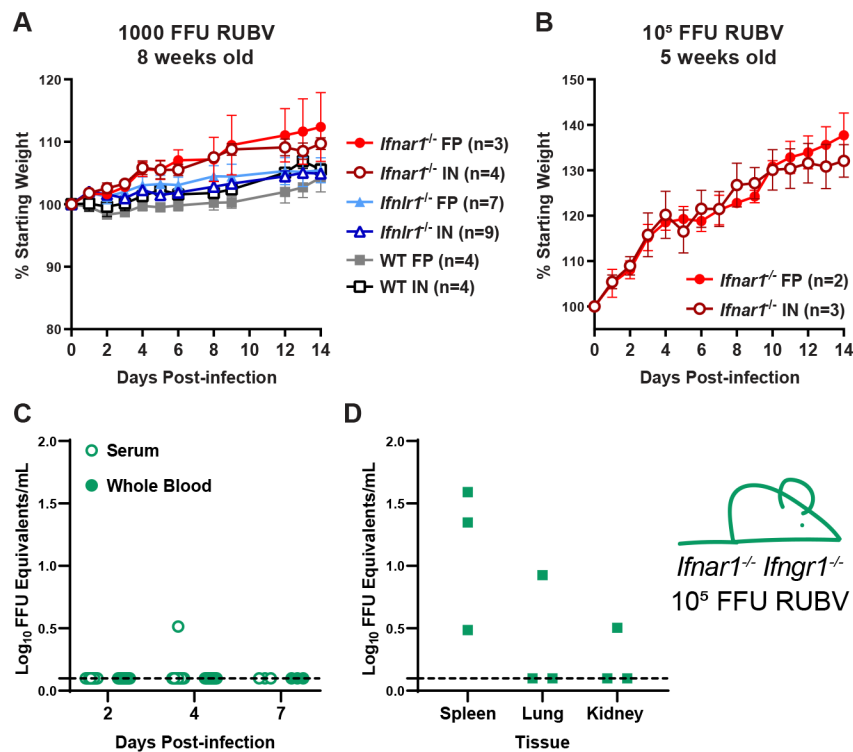 A
1000 FFU RUBV
8 weeks old
% Starting Weight
120
110
100
90
80
0 2 4 6 8 10 12 14
Days Post-infection
Ifnar1-/- FP (n=3)
Ifnar1-/- IN (n=4)
Ifnlr1-/- FP (n=7)
Ifnlr1-/- IN (n=9)
WT FP (n=4)
WT IN (n=4)
B
10⁵ FFU RUBV
5 weeks old
% Starting Weight
150
140
130
120
110
100
0 2 4 6 8 10 12 14
Days Post-infection
Ifnar1-/- FP (n=2)
Ifnar1-/- IN (n=3)
C
Log₁₀ FFU Equivalents/mL
2.0
1.5
1.0
0.5
0.0
Serum
Whole Blood
2 4 7
Days Post-infection
D
Log₁₀ FFU Equivalents/mL
2.0
1.5
1.0
0.5
0.0
Spleen Lung Kidney
Tissue
Ifnar1-/- Ifngr1-/-
10⁵ FFU RUBV